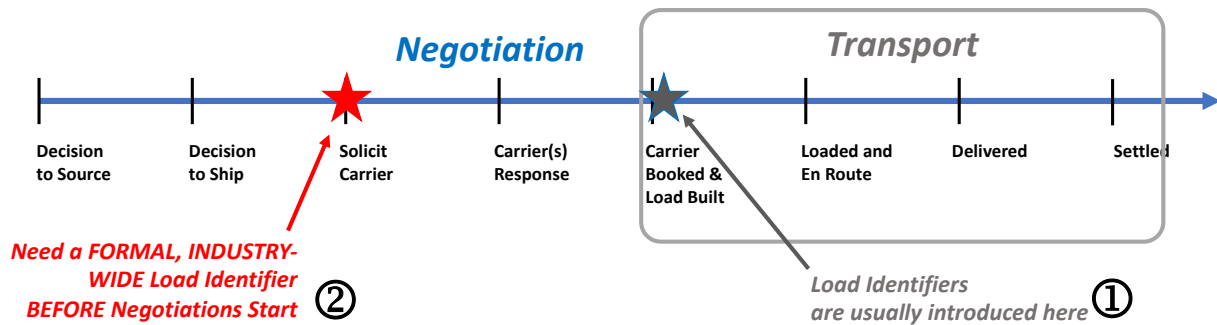 Negotiation
Transport
Decision
to Source
Decision
to Ship
Solicit
Carrier
Carrier(s)
Response
Carrier
Booked &
Load Built
Loaded and
En Route
Delivered
Settled
Need a FORMAL, INDUSTRY-
WIDE Load Identifier
BEFORE Negotiations Start
②
Load Identifiers
are usually introduced here
①